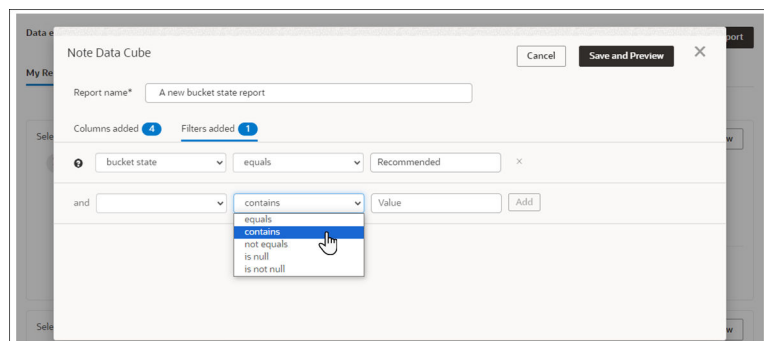 Data e
port
Note Data Cube
Cancel
Save and Preview
My Re
Report name*
A new bucket state report
Columns added 4
Filters added 1
Sele
w
bucket state
equals
Recommended
and
contains
Value
Add
equals
contains
not equals
is null
is not null
Sele
w